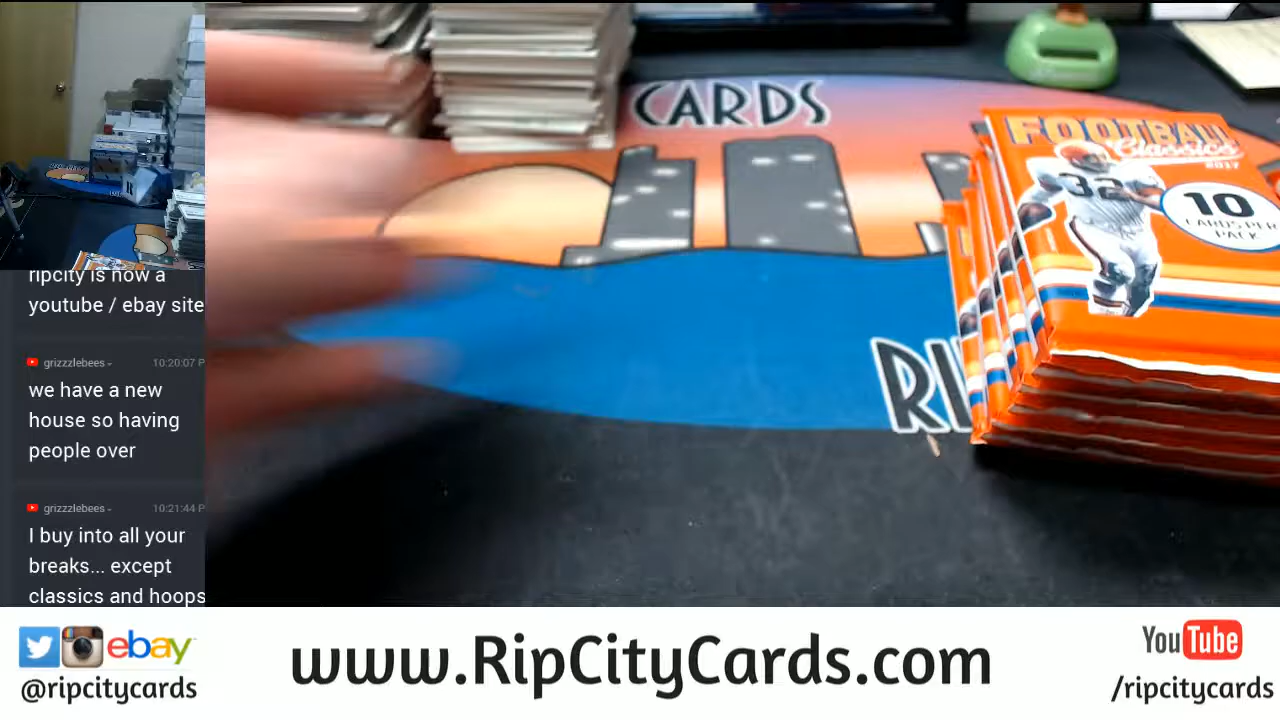 CARDS
FOOTBALL
Classics
2017
32
10
CARDS PER
PACK
RI
ripcity is now a
youtube / ebay site
grizzzlebees
10:20:07 P
we have a new
house so having
people over
grizzzlebees
10:21:44 P
I buy into all your
breaks... except
classics and hoops
ebay
@ripcitycards
www.RipCityCards.com
YouTube
/ripcitycards